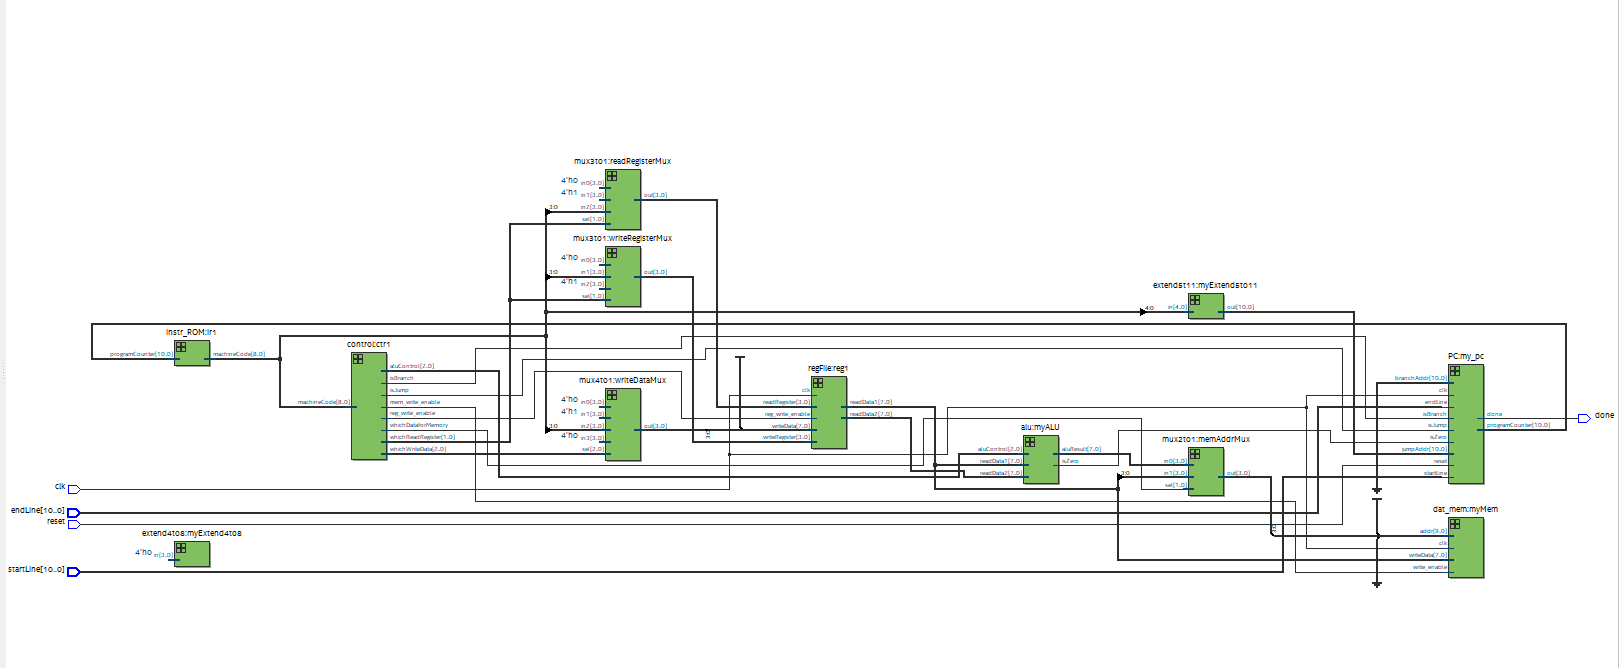 mux3to1:readRegisterMux
4'h0 in0[3..0]
4'h1 in1[3..0] out[3..0]
3:0 in2[3..0]
sel[1..0]
mux3to1:writeRegisterMux
4'h0 in0[3..0]
3:0 in1[3..0] out[3..0]
4'h1 in2[3..0]
sel[1..0]
extend5t11:myExtend5to11
4:0 in[4..0] out[10..0]
Instr_ROM:ir1
programCounter[10..0] machineCode[8..0]
control:ctr1
aluControl[2..0]
isBranch
isJump
mem_write_enable
machineCode[8..0]
reg_write_enable
whichDataforMemory
whichReadRegister[1..0]
whichWriteData[2..0]
mux4to1:writeDataMux
4'h0 in0[3..0]
4'h1 in1[3..0]
3:0 in2[3..0] out[3..0]
4'h0 in3[3..0]
sel[2..0]
3:0
regFile:reg1
clk
readRegister[3..0] readData1[7..0]
reg_write_enable readData2[7..0]
writeData[7..0]
writeRegister[3..0]
alu:myALU
aluControl[2..0] aluResult[7..0]
readData1[7..0] isZero
readData2[7..0]
mux2to1:memAddrMux
in0[3..0]
3:0 in1[3..0] out[3..0]
sel[1..0]
PC:my_pc
branchAddr[10..0]
clk
endLine
isBranch done
isJump programCounter[10..0]
isZero
jumpAddr[10..0]
reset
startLine
done
dat_mem:myMem
3:0
addr[9..0]
clk
writeData[7..0]
write_enable
clk
endLine[10..0]
reset
extend4to8:myExtend4to8
4'h0 in[3..0]
startLine[10..0]